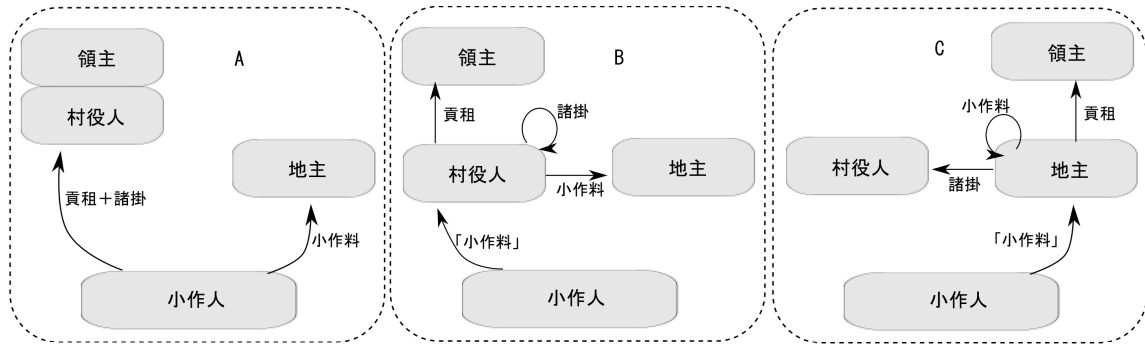 A
領主
村役人
地主
貢租＋諸掛
小作料
小作人
B
領主
貢租
諸掛
村役人
小作料
地主
「小作料」
小作人
C
領主
小作料
貢租
村役人
諸掛
地主
「小作料」
小作人